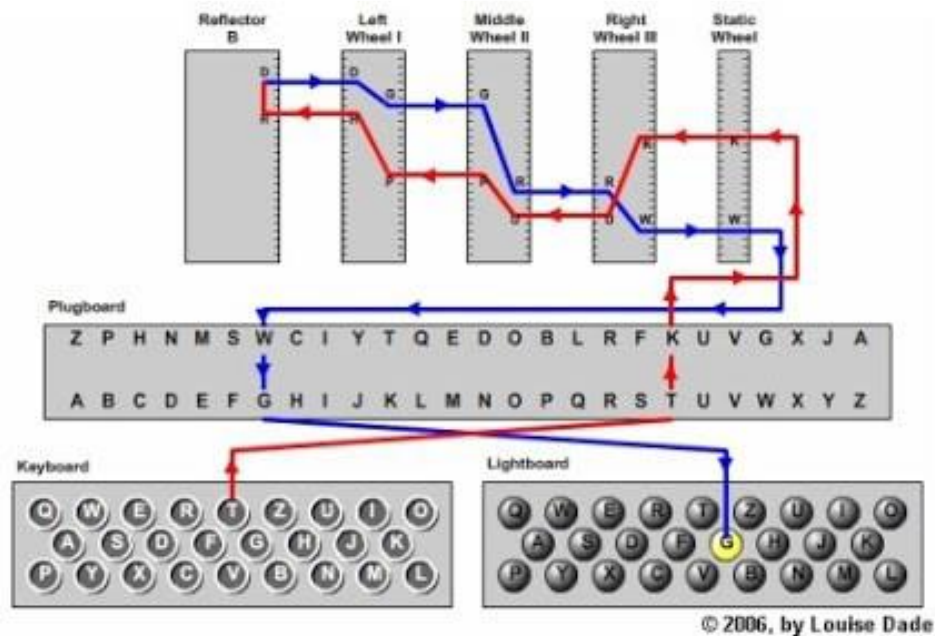 Reflector B
Left Wheel I
Middle Wheel II
Right Wheel III
Static Wheel
D D
G G
K K
P P
R R
W W
Plugboard
Z P H N M S W C I Y T Q E D O B L R F K U V G X J A
A B C D E F G H I J K L M N O P Q R S T U V W X Y Z
Keyboard
Q W E R T Z U I O
A S D F G H J K
P Y X C V B N M L
Lightboard
Q W E R T Z U I O
A S D F G H J K
P Y X C V B N M L
© 2006, by Louise Dade